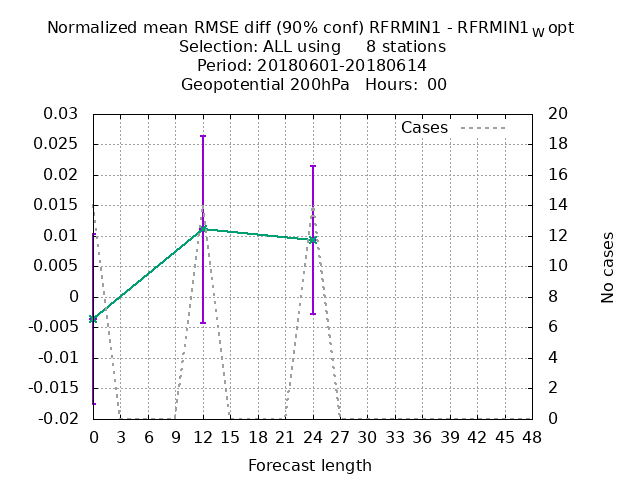 Normalized mean RMSE diff (90% conf) RFRMIN1 - RFRMIN1_W opt
Selection: ALL using     8 stations
Period: 20180601-20180614
Geopotential 200hPa   Hours:  00
Cases
0.03
0.025
0.02
0.015
0.01
0.005
0
-0.005
-0.01
-0.015
-0.02
20
18
16
14
12
10
8
6
4
2
0
No cases
0 3 6 9 12 15 18 21 24 27 30 33 36 39 42 45 48
Forecast length